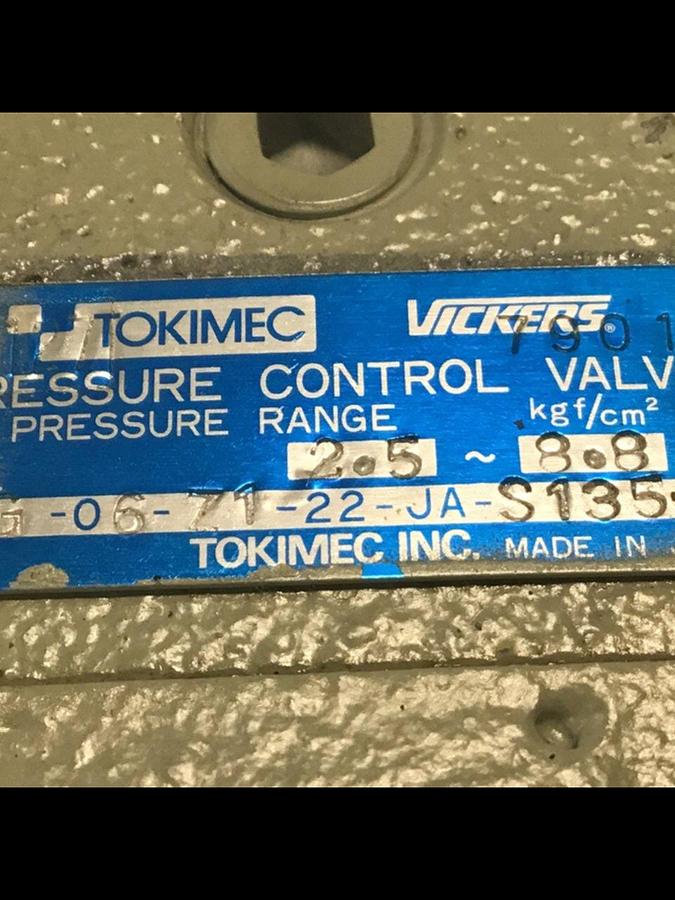 TOKIMEC VICKERS® 7901
RESSURE CONTROL VALV
PRESSURE RANGE kgf/cm²
2.5 ~ 8.8
G-06-Z1-22-JA-S135-
TOKIMEC INC. MADE IN